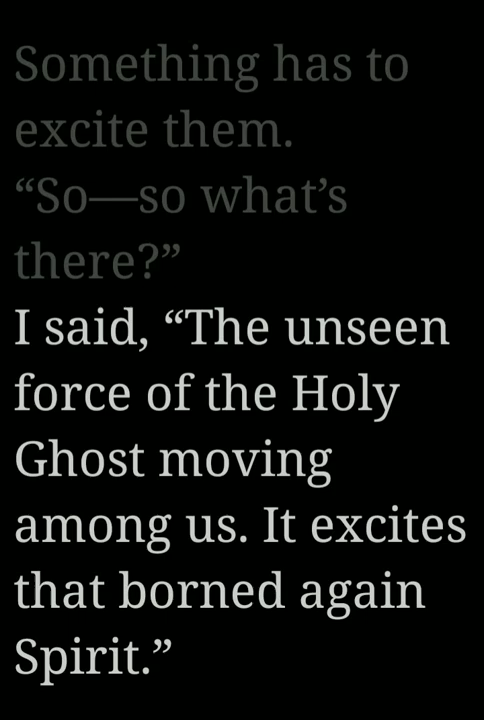 Something has to
excite them.
“So—so what’s
there?”
I said, “The unseen
force of the Holy
Ghost moving
among us. It excites
that borned again
Spirit.”